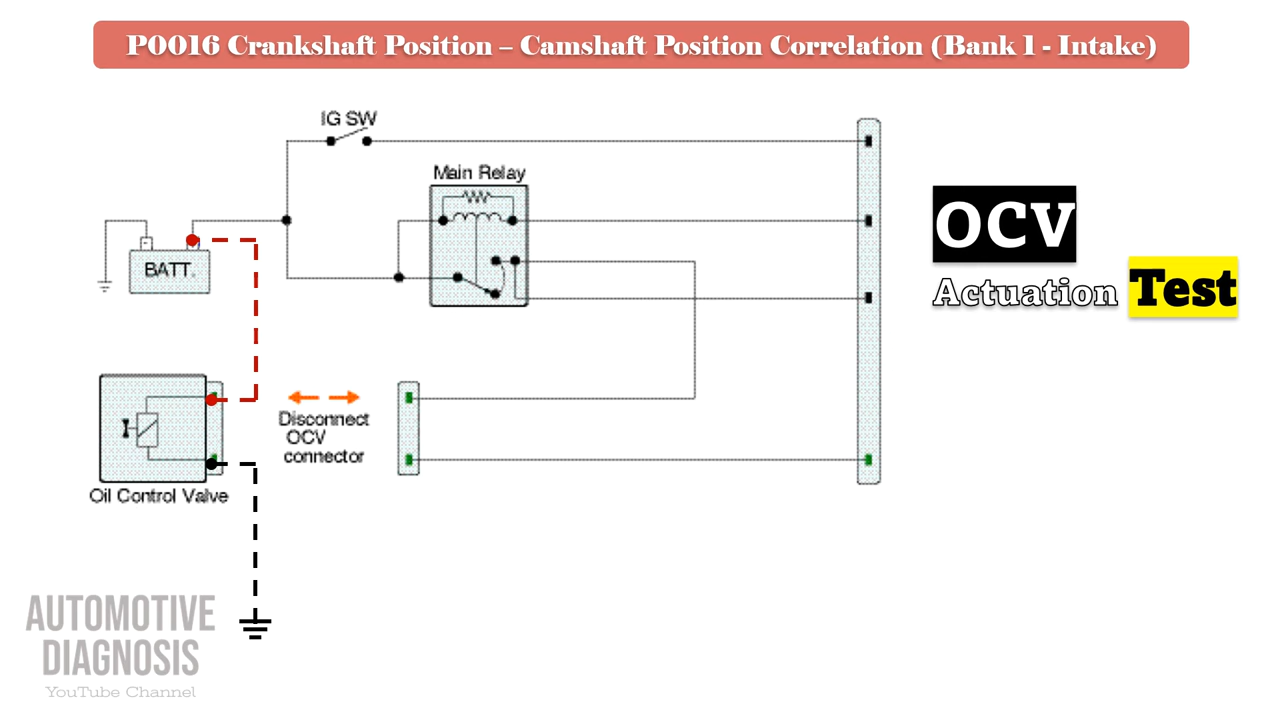 P0016 Crankshaft Position – Camshaft Position Correlation (Bank 1 - Intake)
IG SW
Main Relay
OCV
BATT.
-
Actuation Test
Disconnect
OCV
connector
Oil Control Valve
AUTOMOTIVE
DIAGNOSIS
YouTube Channel